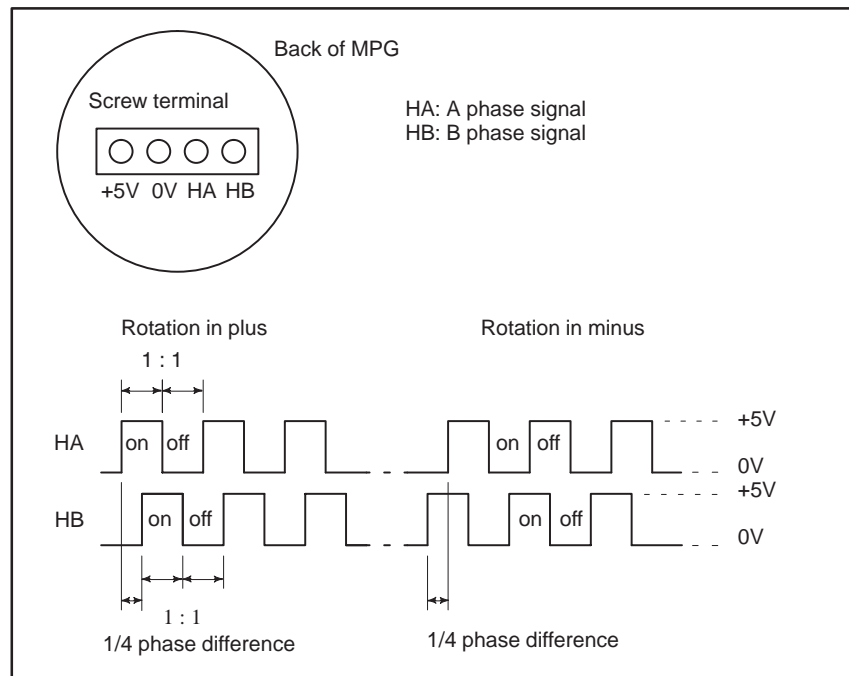 Back of MPG
Screw terminal
+5V 0V HA HB
HA: A phase signal
HB: B phase signal
Rotation in plus
1 : 1
Rotation in minus
HA on off on off +5V
0V
HB on off on off +5V
0V
1 : 1
1/4 phase difference
1/4 phase difference